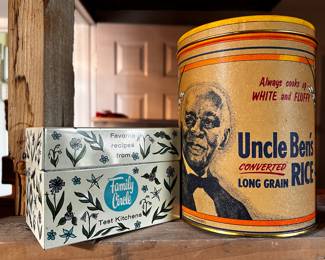 Favorite
recipes
from
Family
Circle
Test Kitchens
Always cooks up
WHITE and FLUFFY
Uncle Ben's
CONVERTED
RICE
LONG GRAIN